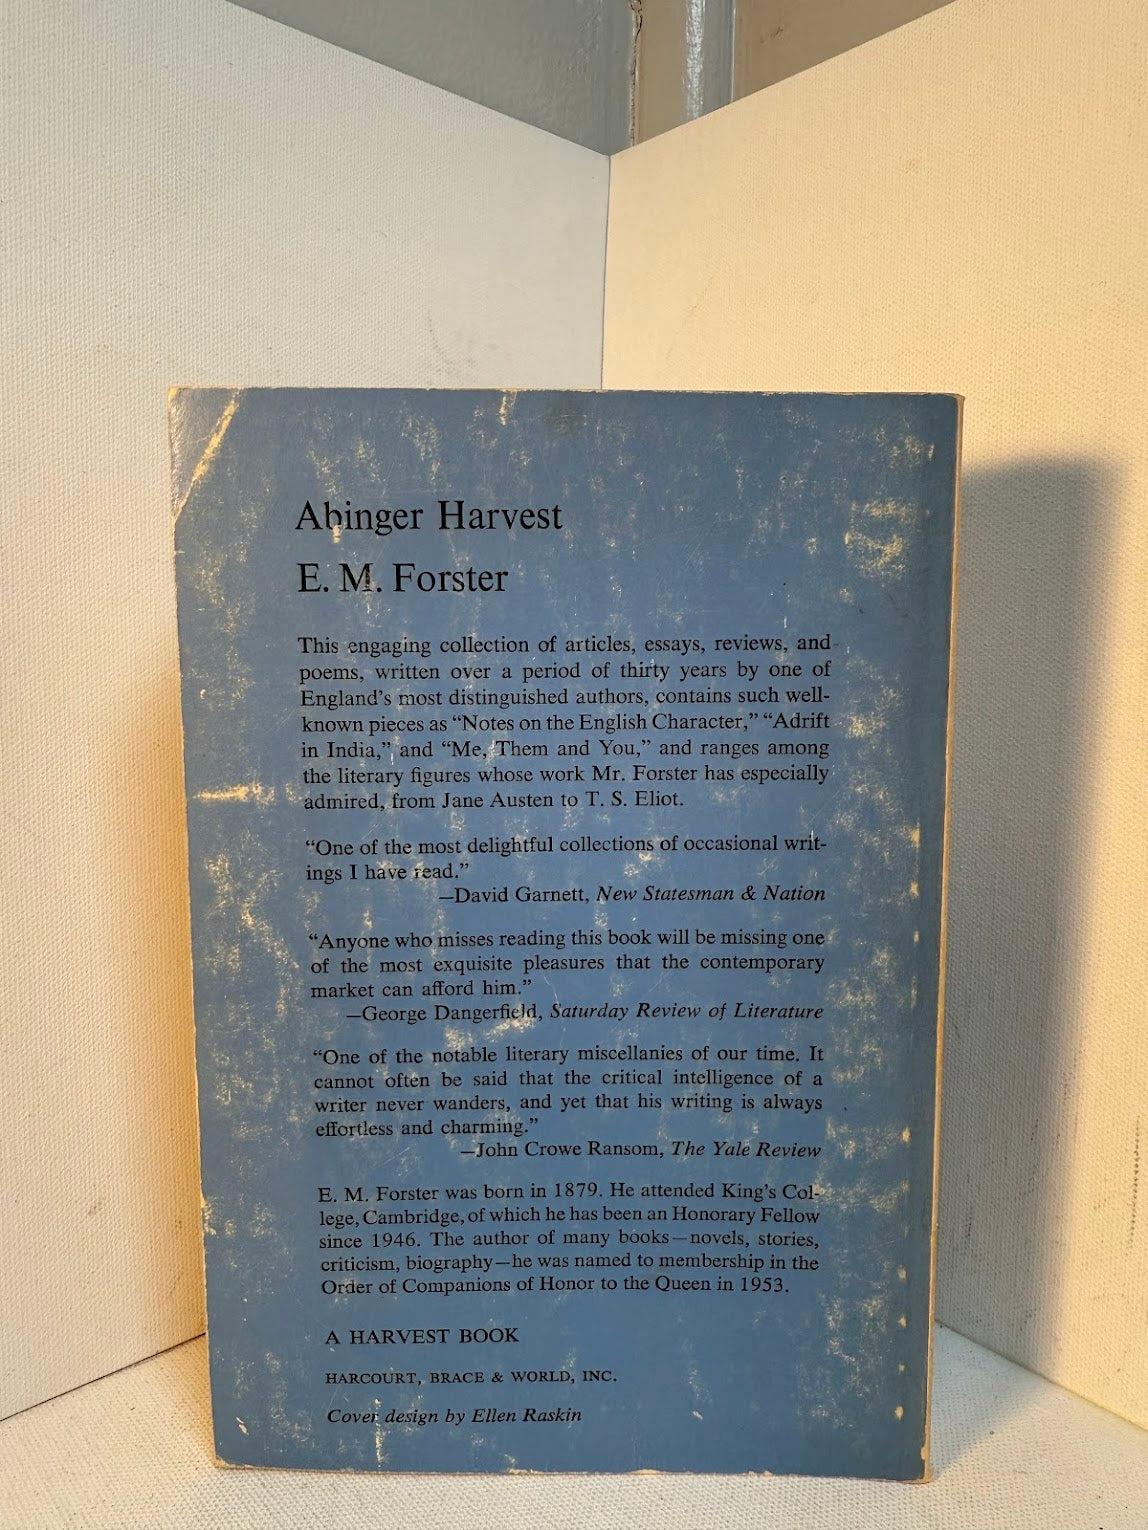 Abinger Harvest
E. M. Forster
This engaging collection of articles, essays, reviews, and
poems, written over a period of thirty years by one of
England's most distinguished authors, contains such well-
known pieces as “Notes on the English Character,” “Adrift
in India,” and “Me, Them and You,” and ranges among
the literary figures whose work Mr. Forster has especially
admired, from Jane Austen to T. S. Eliot.
“One of the most delightful collections of occasional writ-
ings I have read.”
—David Garnett, New Statesman & Nation
“Anyone who misses reading this book will be missing one
of the most exquisite pleasures that the contemporary
market can afford him.”
—George Dangerfield, Saturday Review of Literature
“One of the notable literary miscellanies of our time. It
cannot often be said that the critical intelligence of a
writer never wanders, and yet that his writing is always
effortless and charming.”
—John Crowe Ransom, The Yale Review
E. M. Forster was born in 1879. He attended King's Col-
lege, Cambridge, of which he has been an Honorary Fellow
since 1946. The author of many books—novels, stories,
criticism, biography—he was named to membership in the
Order of Companions of Honor to the Queen in 1953.
A HARVEST BOOK
HARCOURT, BRACE & WORLD, INC.
Cover design by Ellen Raskin